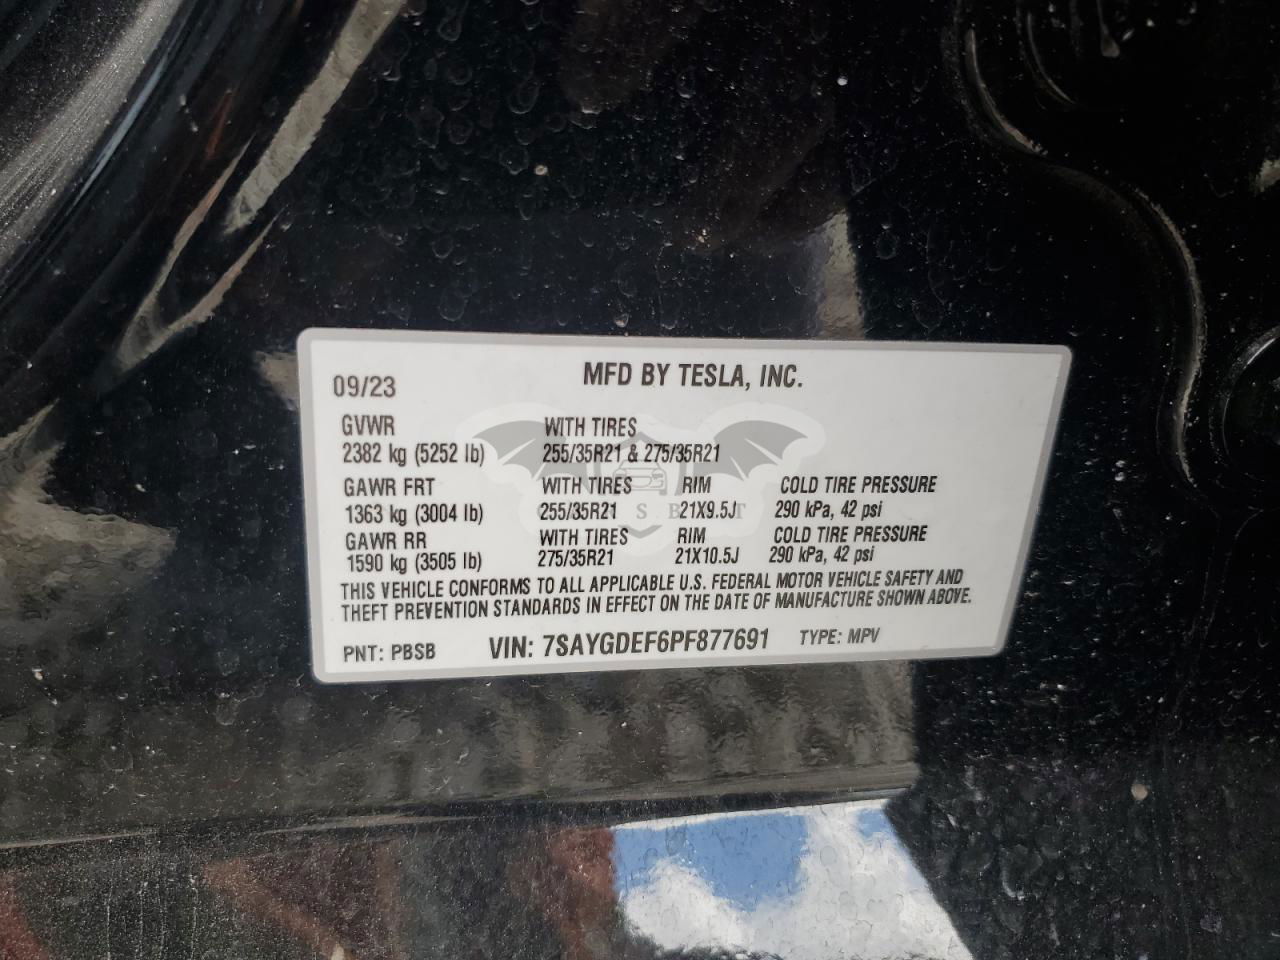 MFD BY TESLA, INC.
09/23
GVWR WITH TIRES
2382 kg (5252 lb) 255/35R21 & 275/35R21
GAWR FRT WITH TIRES RIM COLD TIRE PRESSURE
1363 kg (3004 lb) 255/35R21 21X9.5J 290 kPa, 42 psi
GAWR RR WITH TIRES RIM COLD TIRE PRESSURE
1590 kg (3505 lb) 275/35R21 21X10.5J 290 kPa, 42 psi
THIS VEHICLE CONFORMS TO ALL APPLICABLE U.S. FEDERAL MOTOR VEHICLE SAFETY AND
THEFT PREVENTION STANDARDS IN EFFECT ON THE DATE OF MANUFACTURE SHOWN ABOVE.
PNT: PBSB VIN: 7SAYGDEF6PF877691 TYPE: MPV